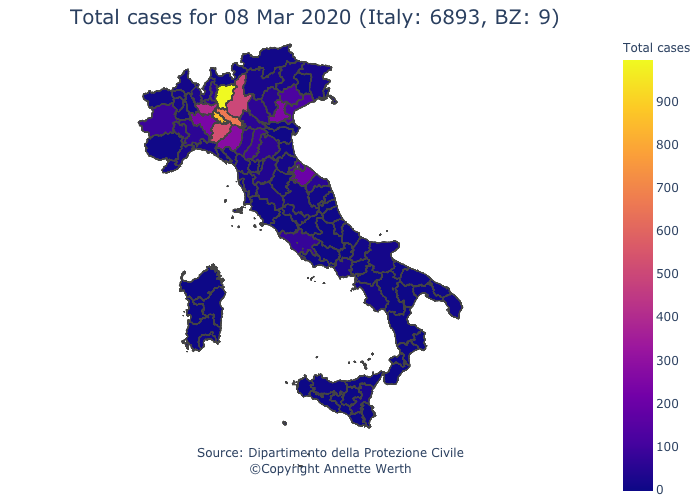 Total cases for 08 Mar 2020 (Italy: 6893, BZ: 9)
Total cases
900
800
700
600
500
400
300
200
100
0
Source: Dipartimento della Protezione Civile
©Copyright Annette Werth